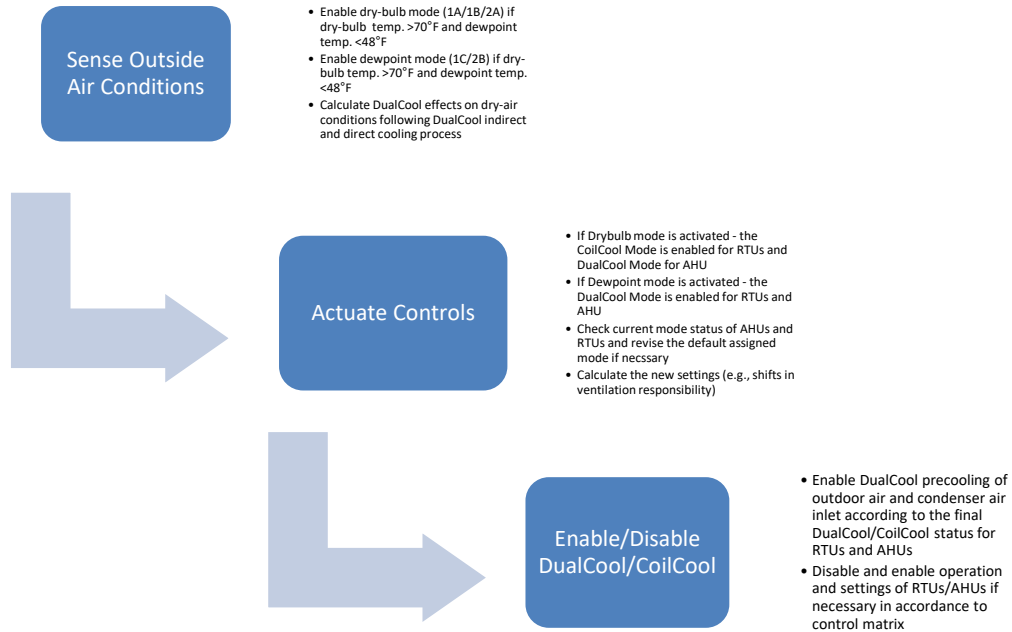 Sense Outside
Air Conditions
• Enable dry-bulb mode (1A/1B/2A) if
dry-bulb temp. >70°F and dewpoint
temp. <48°F
• Enable dewpoint mode (1C/2B) if dry-
bulb temp. >70°F and dewpoint temp.
<48°F
• Calculate DualCool effects on dry-air
conditions following DualCool indirect
and direct cooling process
Actuate Controls
• If Drybulb mode is activated - the
CoilCool Mode is enabled for RTUs and
DualCool Mode for AHU
• If Dewpoint mode is activated - the
DualCool Mode is enabled for RTUs and
AHU
• Check current mode status of AHUs and
RTUs and revise the default assigned
mode if necssary
• Calculate the new settings (e.g., shifts in
ventilation responsibility)
Enable/Disable
DualCool/CoilCool
• Enable DualCool precooling of
outdoor air and condenser air
inlet according to the final
DualCool/CoilCool status for
RTUs and AHUs
• Disable and enable operation
and settings of RTUs/AHUs if
necessary in accordance to
control matrix